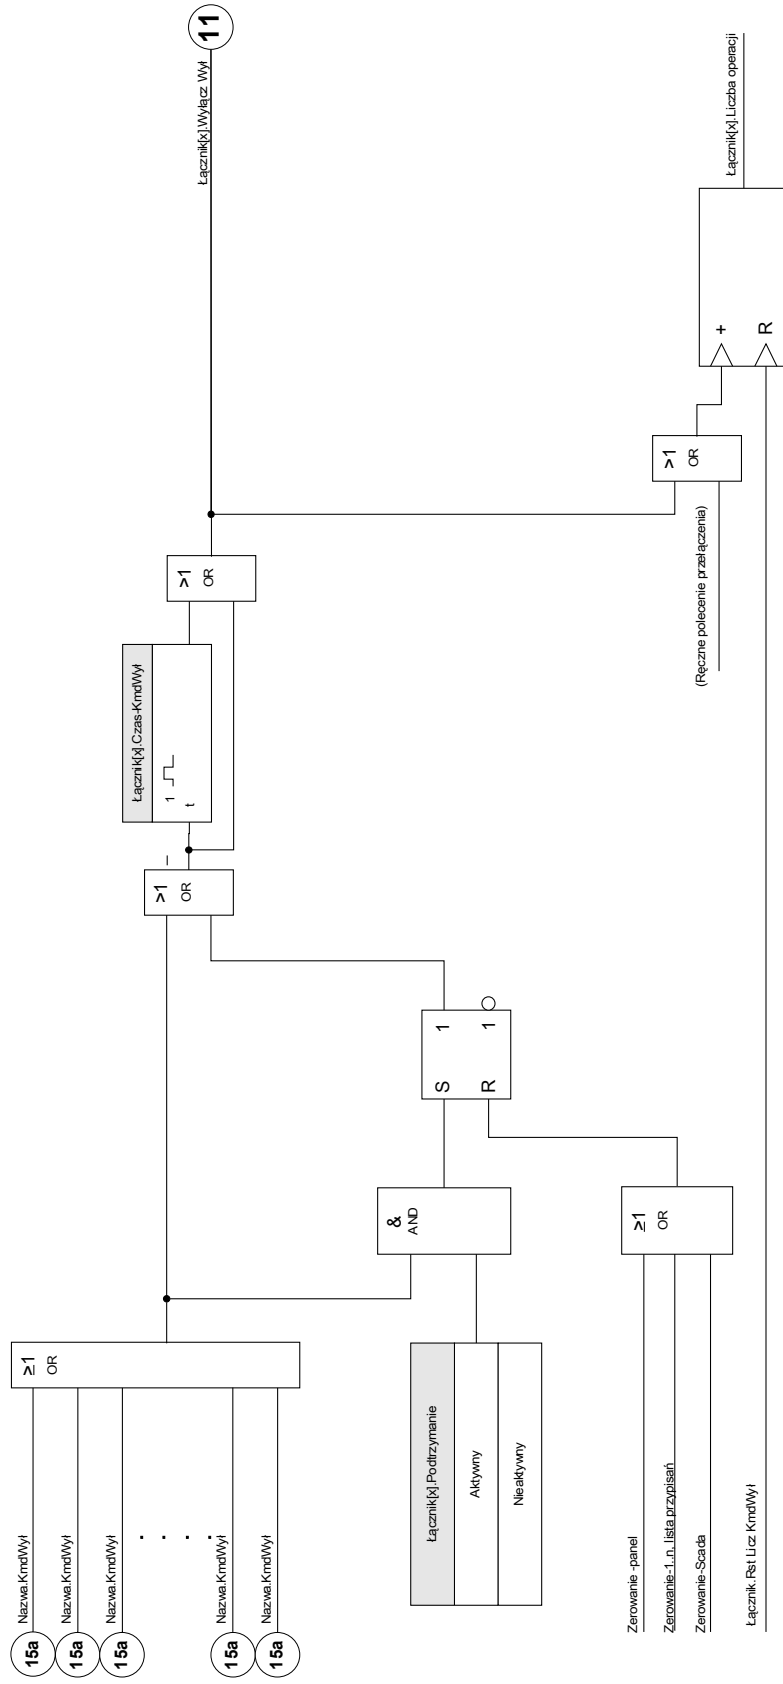 15a
Nazwa.KmdWył
15a
Nazwa.KmdWył
15a
Nazwa.KmdWył
. . . .
15a
Nazwa.KmdWył
15a
Nazwa.KmdWył
≥1
OR
Łącznik[x].Podtrzymanie
Aktywny
Nieaktywny
&
AND
Zerowanie -panel
Zerowanie-1..n, lista przypisań
Zerowanie-Scada
≥1
OR
S 1
R 1
>1
OR
Łącznik[x].Czas-KmdWył
1
t
>1
OR
Łącznik[x].Wyłącz Wył
11
(Ręczne polecenie przełączenia)
>1
OR
Łącznik.Rst Licz KmdWył
+
R
Łącznik[x].Liczba operacji